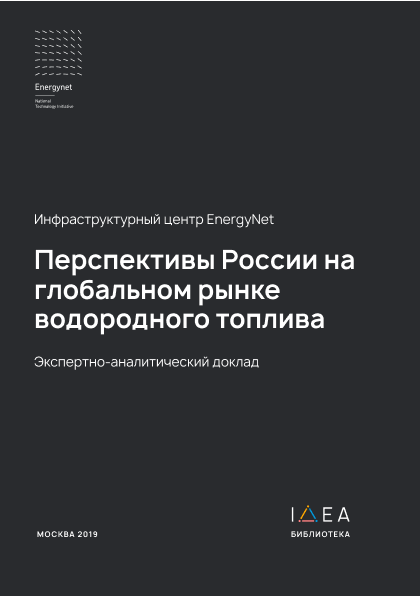 Energynet
National
Technology Initiative
Инфраструктурный центр EnergyNet
Перспективы России на
глобальном рынке
водородного топлива
Экспертно-аналитический доклад
МОСКВА 2019
IDEA
БИБЛИОТЕКА